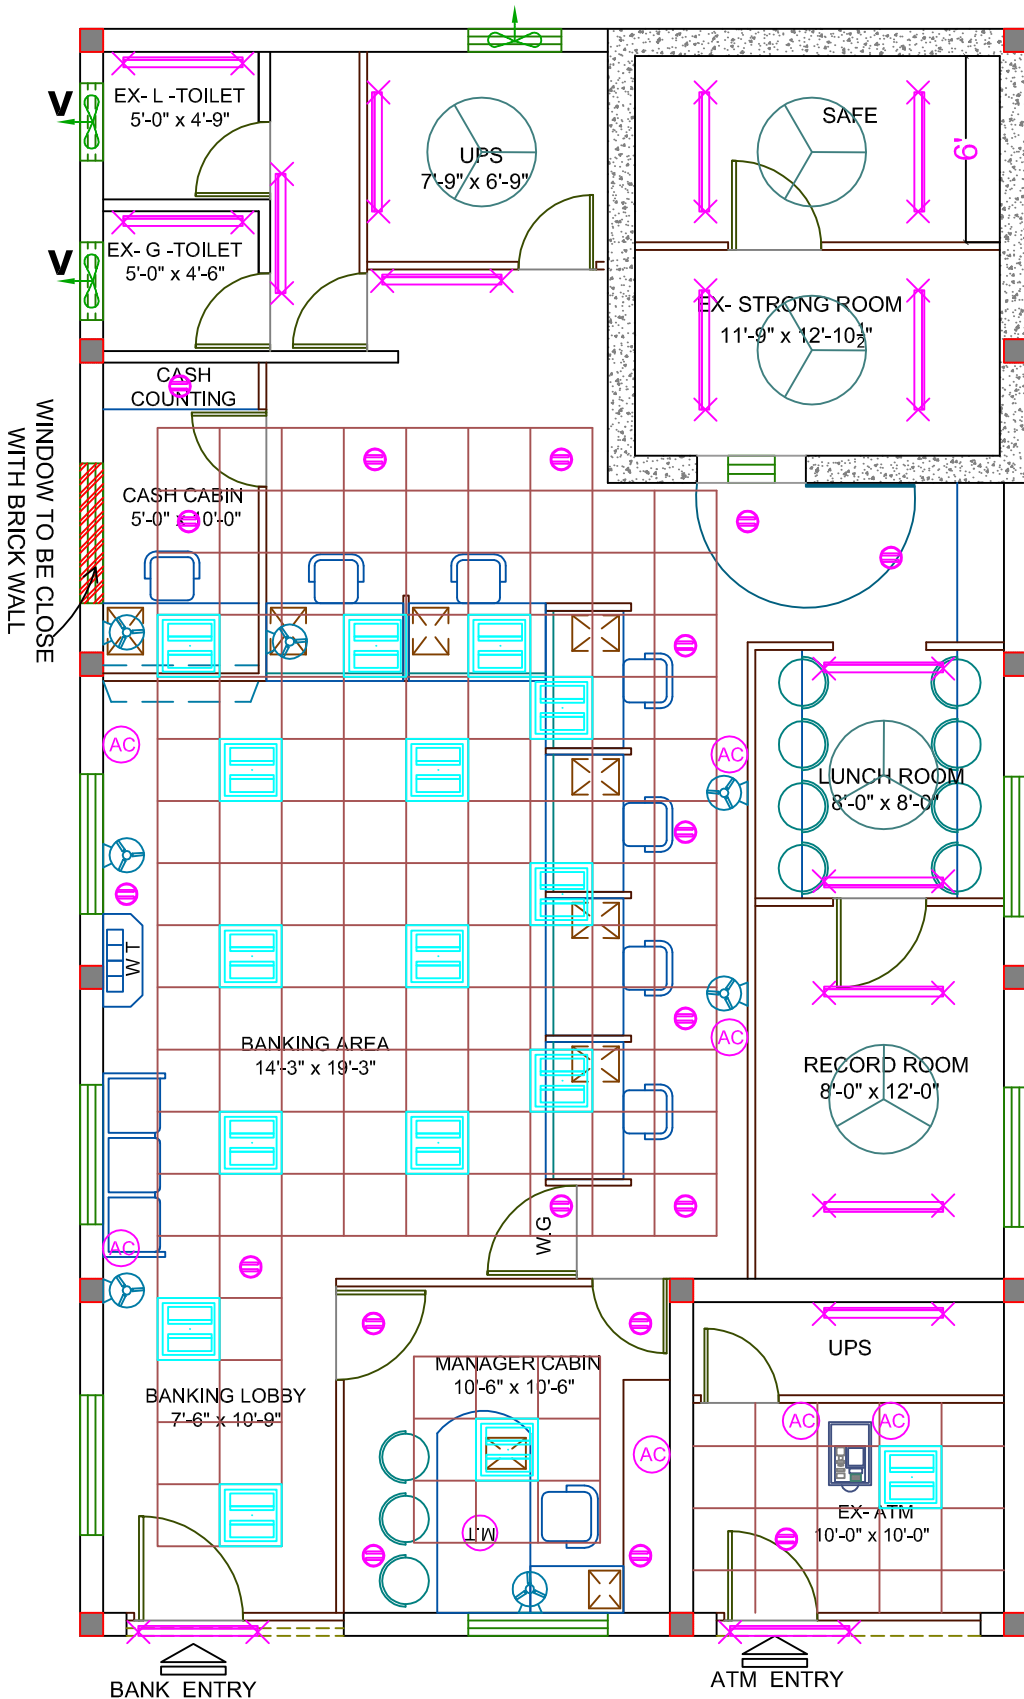 V
EX- L -TOILET
5'-0" x 4'-9"
UPS
7'-9" x 6'-9"
SAFE
6'
V
EX- G -TOILET
5'-0" x 4'-6"
EX- STRONG ROOM
11'-9" x 12'-10½"
CASH
COUNTING
WINDOW TO BE CLOSE
WITH BRICK WALL
CASH CABIN
5'-0" x 10'-0"
AC
AC
LUNCH ROOM
8'-0" x 8'-0"
W T
AC
BANKING AREA
14'-3" x 19'-3"
RECORD ROOM
8'-0" x 12'-0"
W.G
AC
UPS
MANAGER CABIN
10'-6" x 10'-6"
BANKING LOBBY
7'-6" x 10'-9"
AC
AC
AC
EX- ATM
10'-0" x 10'-0"
M.T
BANK ENTRY
ATM ENTRY